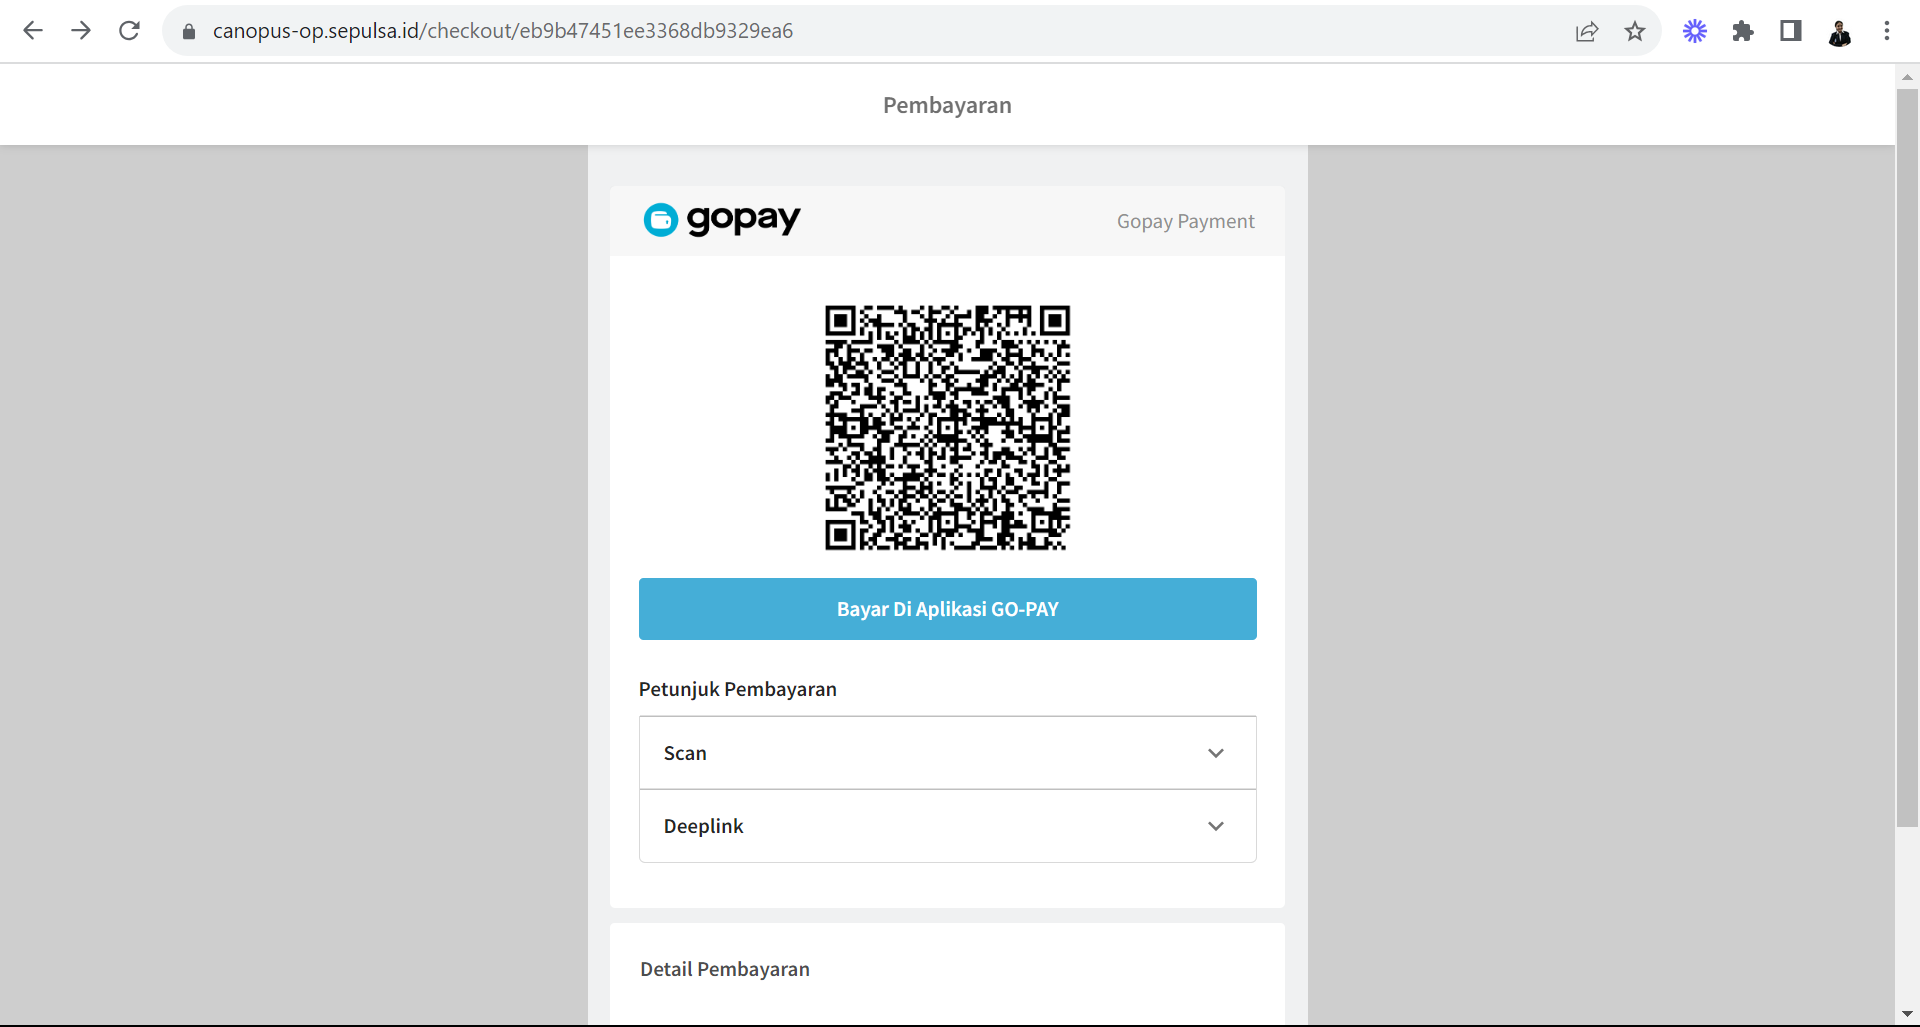 canopus-op.sepulsa.id/checkout/eb9b47451ee3368db9329ea6
Pembayaran
gopay
Gopay Payment
Bayar Di Aplikasi GO-PAY
Petunjuk Pembayaran
Scan
Deeplink
Detail Pembayaran